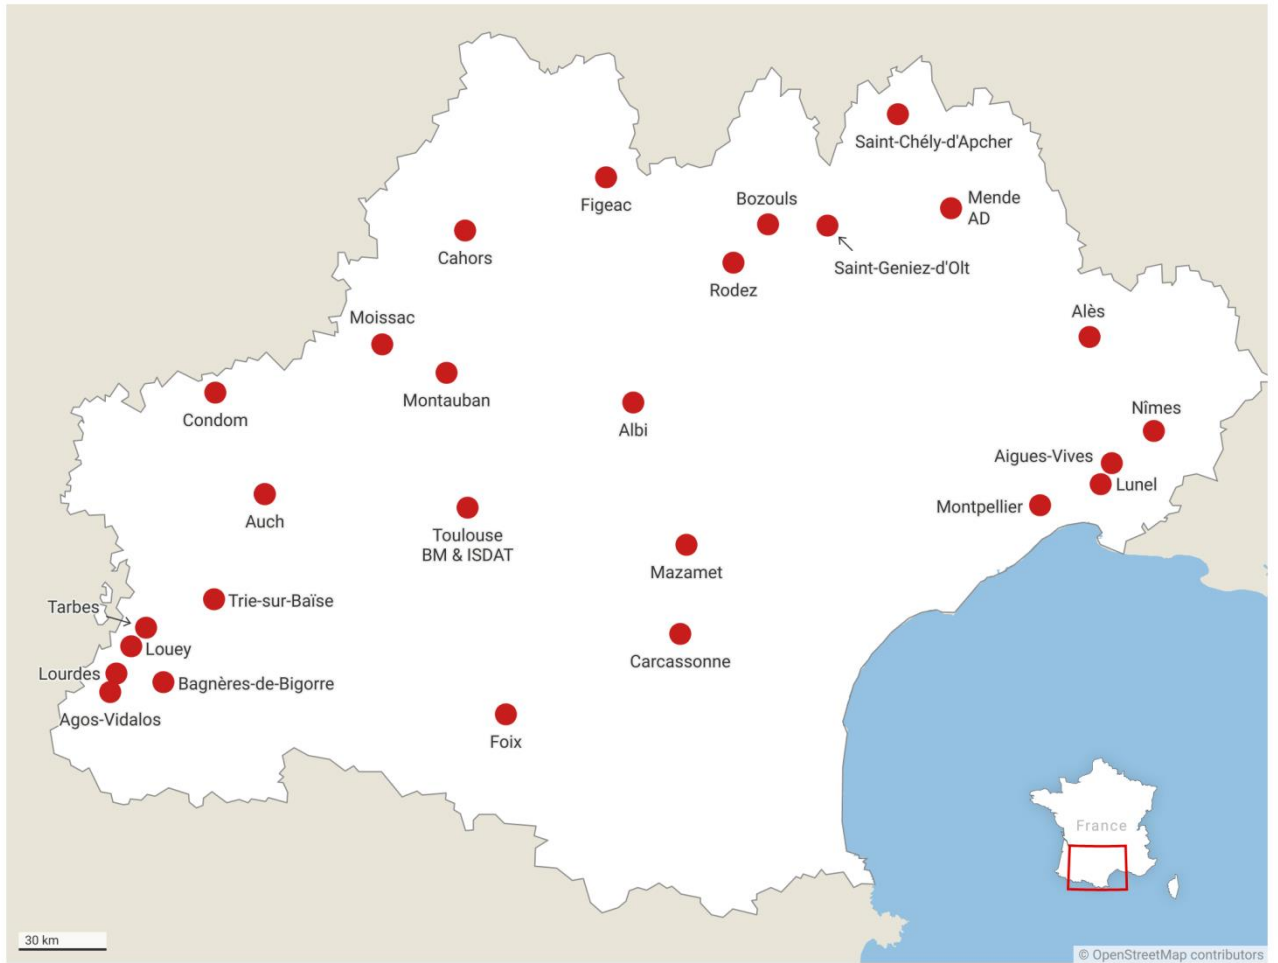 Saint-Chély-d'Apcher
Figeac
Bozouls
Mende
AD
Cahors
Saint-Geniez-d'Olt
Rodez
Moissac
Alès
Montauban
Condom
Albi
Nîmes
Aigues-Vives
Lunel
Montpellier
Auch
Toulouse
BM & ISDAT
Mazamet
Trie-sur-Baïse
Tarbes
Louey
Carcassonne
Lourdes
Bagnères-de-Bigorre
Agos-Vidalos
Foix
France
30 km
© OpenStreetMap contributors